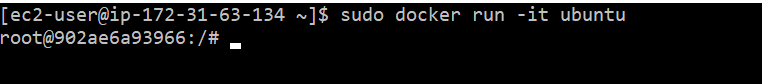 [ec2-user@ip-172-31-63-134 ~]$ sudo docker run -it ubuntu
root@902ae6a93966:/#